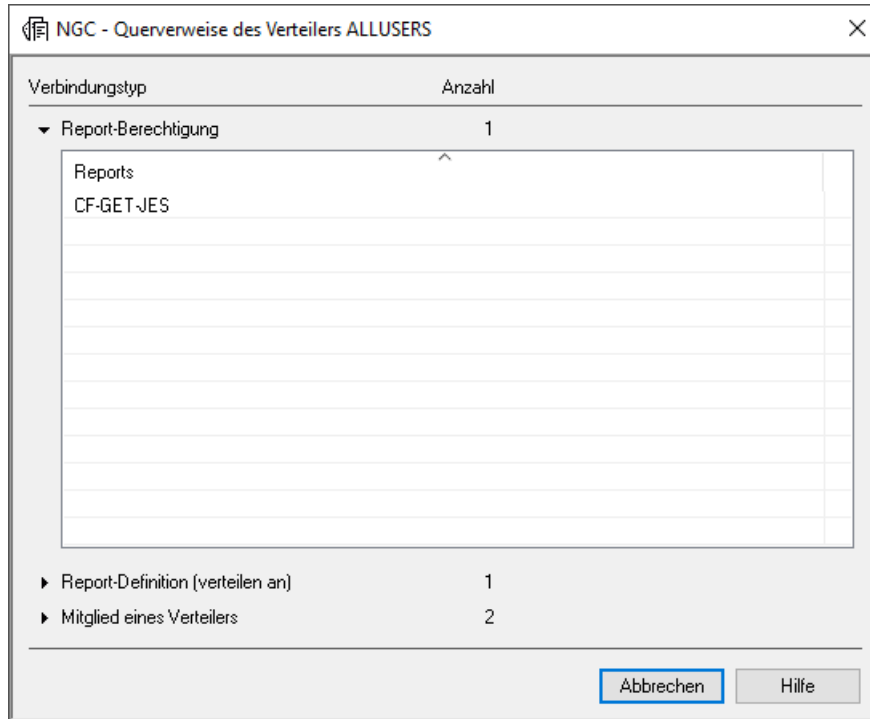 NGC - Querverweise des Verteilers ALLUSERS
Verbindungstyp Anzahl
Report-Berechtigung 1
Reports
CF-GET-JES
Report-Definition (verteilen an) 1
Mitglied eines Verteilers 2
Abbrechen Hilfe